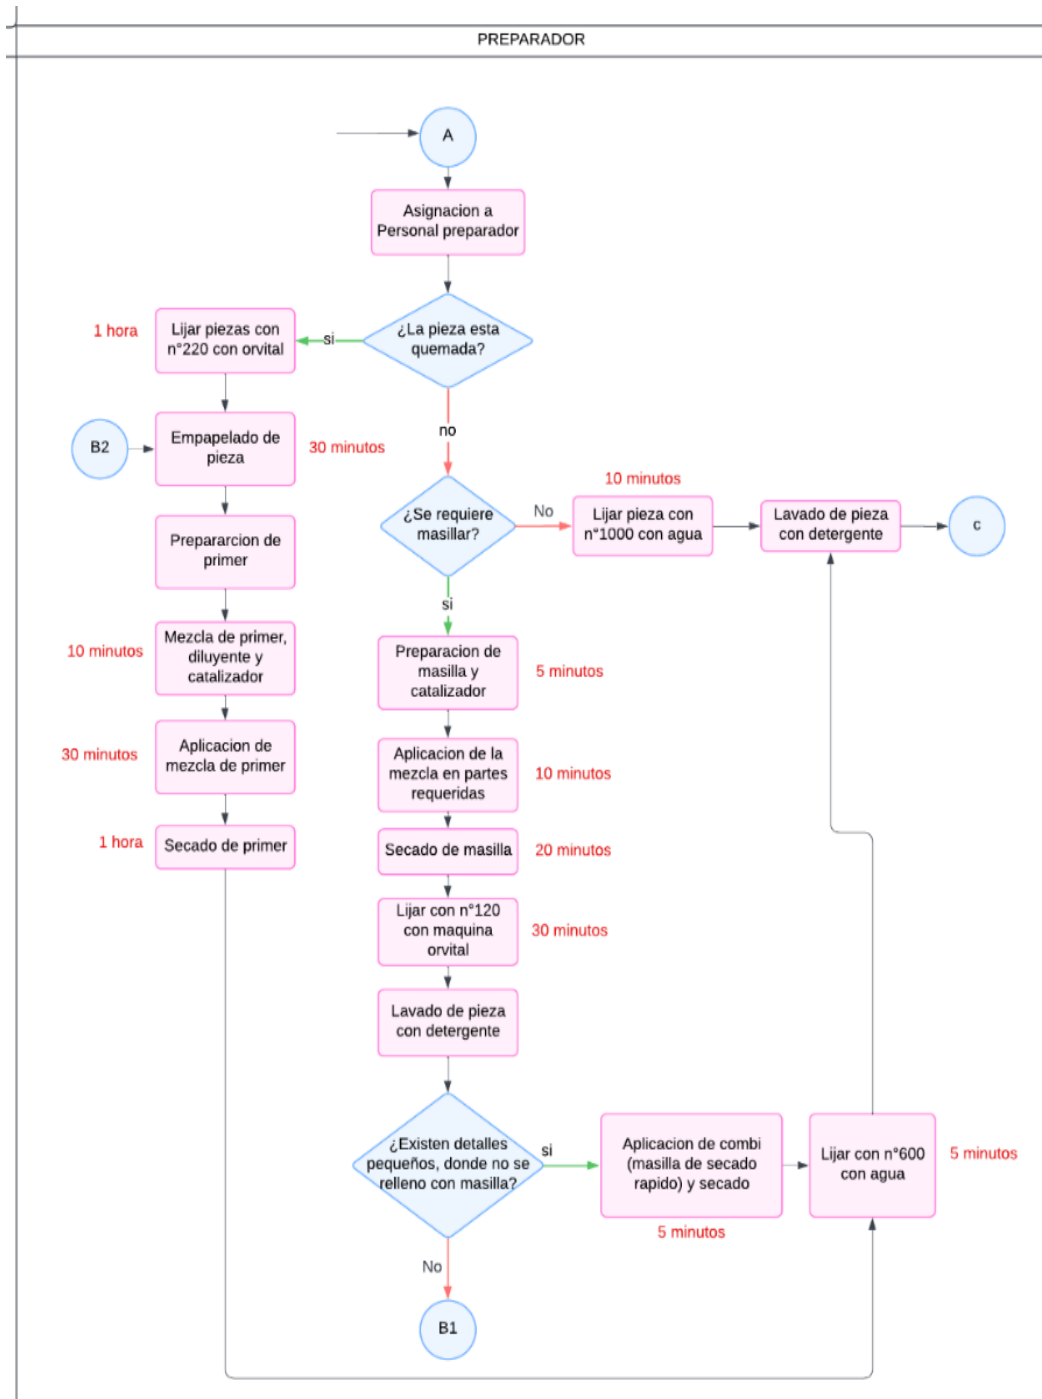 PREPARADOR
A
Asignacion a
Personal preparador
¿La pieza esta
quemada?
si
1 hora
Lijar piezas con
n°220 con orvital
B2
Empapelado de
pieza
30 minutos
Prepararcion de
primer
10 minutos
Mezcla de primer,
diluyente y
catalizador
30 minutos
Aplicacion de
mezcla de primer
1 hora
Secado de primer
no
¿Se requiere
masillar?
No
10 minutos
Lijar pieza con
n°1000 con agua
Lavado de pieza
con detergente
c
si
Preparacion de
masilla y
catalizador
5 minutos
Aplicacion de la
mezcla en partes
requeridas
10 minutos
Secado de masilla
20 minutos
Lijar con n°120
con maquina
orvital
30 minutos
Lavado de pieza
con detergente
¿Existen detalles
pequeños, donde no se
relleno con masilla?
si
Aplicacion de combi
(masilla de secado
rapido) y secado
5 minutos
Lijar con n°600
con agua
5 minutos
No
B1